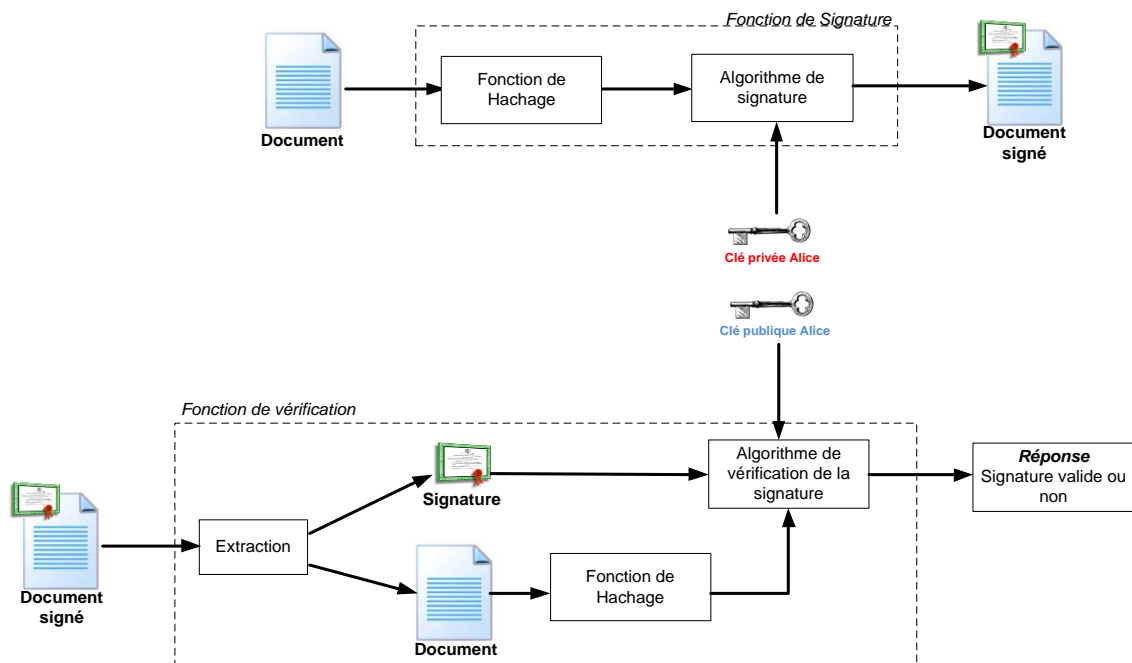 Fonction de Signature
Fonction de
Hachage
Algorithme de
signature
Document
Document
signé
Clé privée Alice
Clé publique Alice
Fonction de vérification
Signature
Algorithme de
vérification de la
signature
Réponse
Signature valide ou
non
Extraction
Fonction de
Hachage
Document
signé
Document